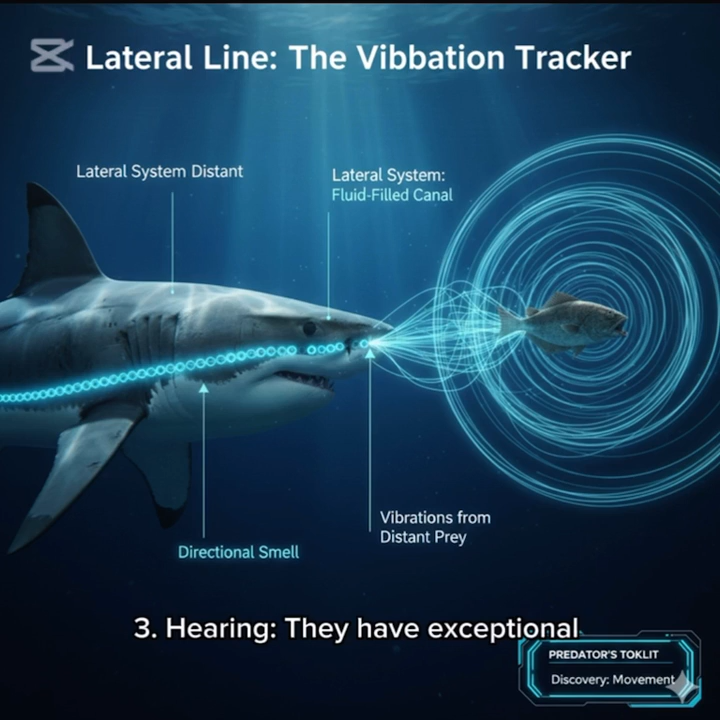 Lateral Line: The Vibbation Tracker
Lateral System Distant
Lateral System:
Fluid-Filled Canal
Vibrations from
Distant Prey
Directional Smell
3. Hearing: They have exceptional
PREDATOR'S TOKLIT
Discovery: Movement